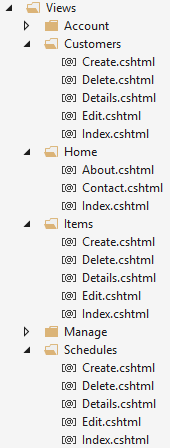 Views
Account
Customers
Create.cshtml
Delete.cshtml
Details.cshtml
Edit.cshtml
Index.cshtml
Home
About.cshtml
Contact.cshtml
Index.cshtml
Items
Create.cshtml
Delete.cshtml
Details.cshtml
Edit.cshtml
Index.cshtml
Manage
Schedules
Create.cshtml
Delete.cshtml
Details.cshtml
Edit.cshtml
Index.cshtml